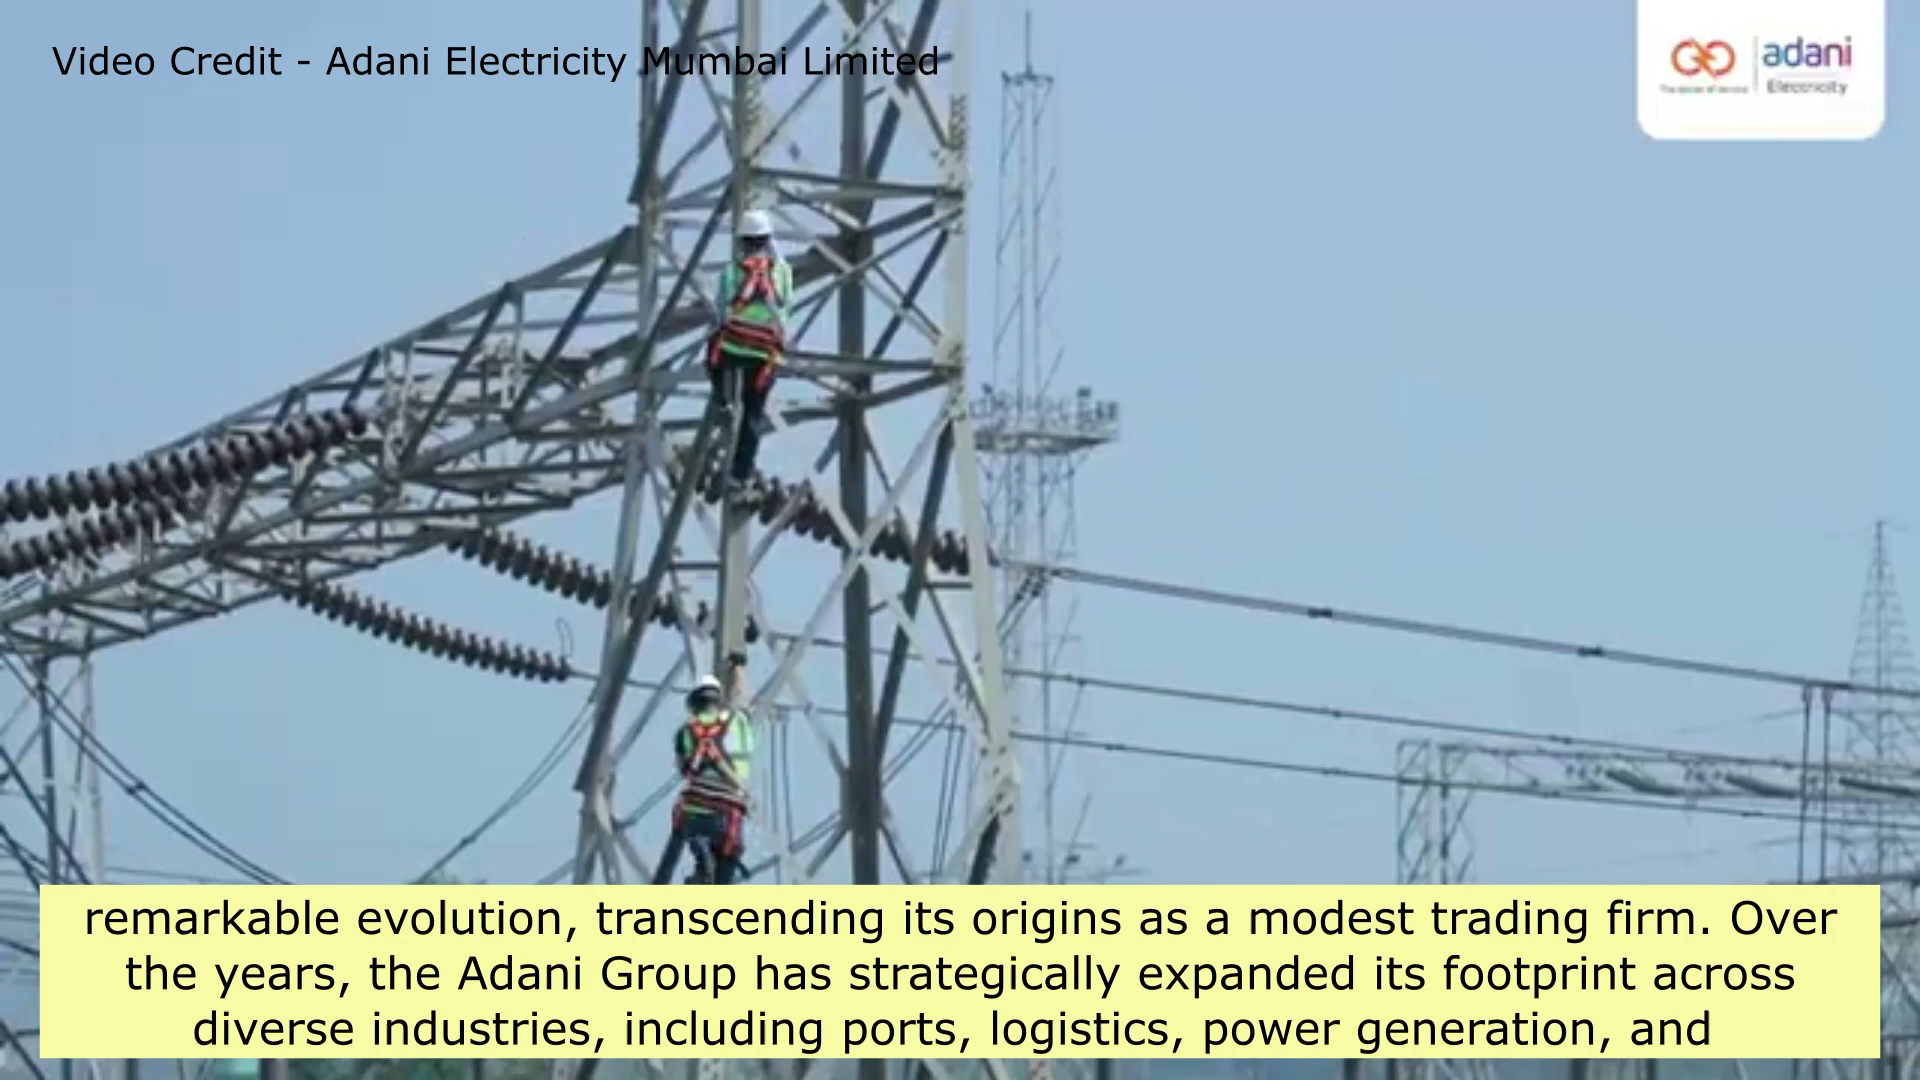 Video Credit - Adani Electricity Mumbai Limited
adani
Electricity
remarkable evolution, transcending its origins as a modest trading firm. Over
the years, the Adani Group has strategically expanded its footprint across
diverse industries, including ports, logistics, power generation, and